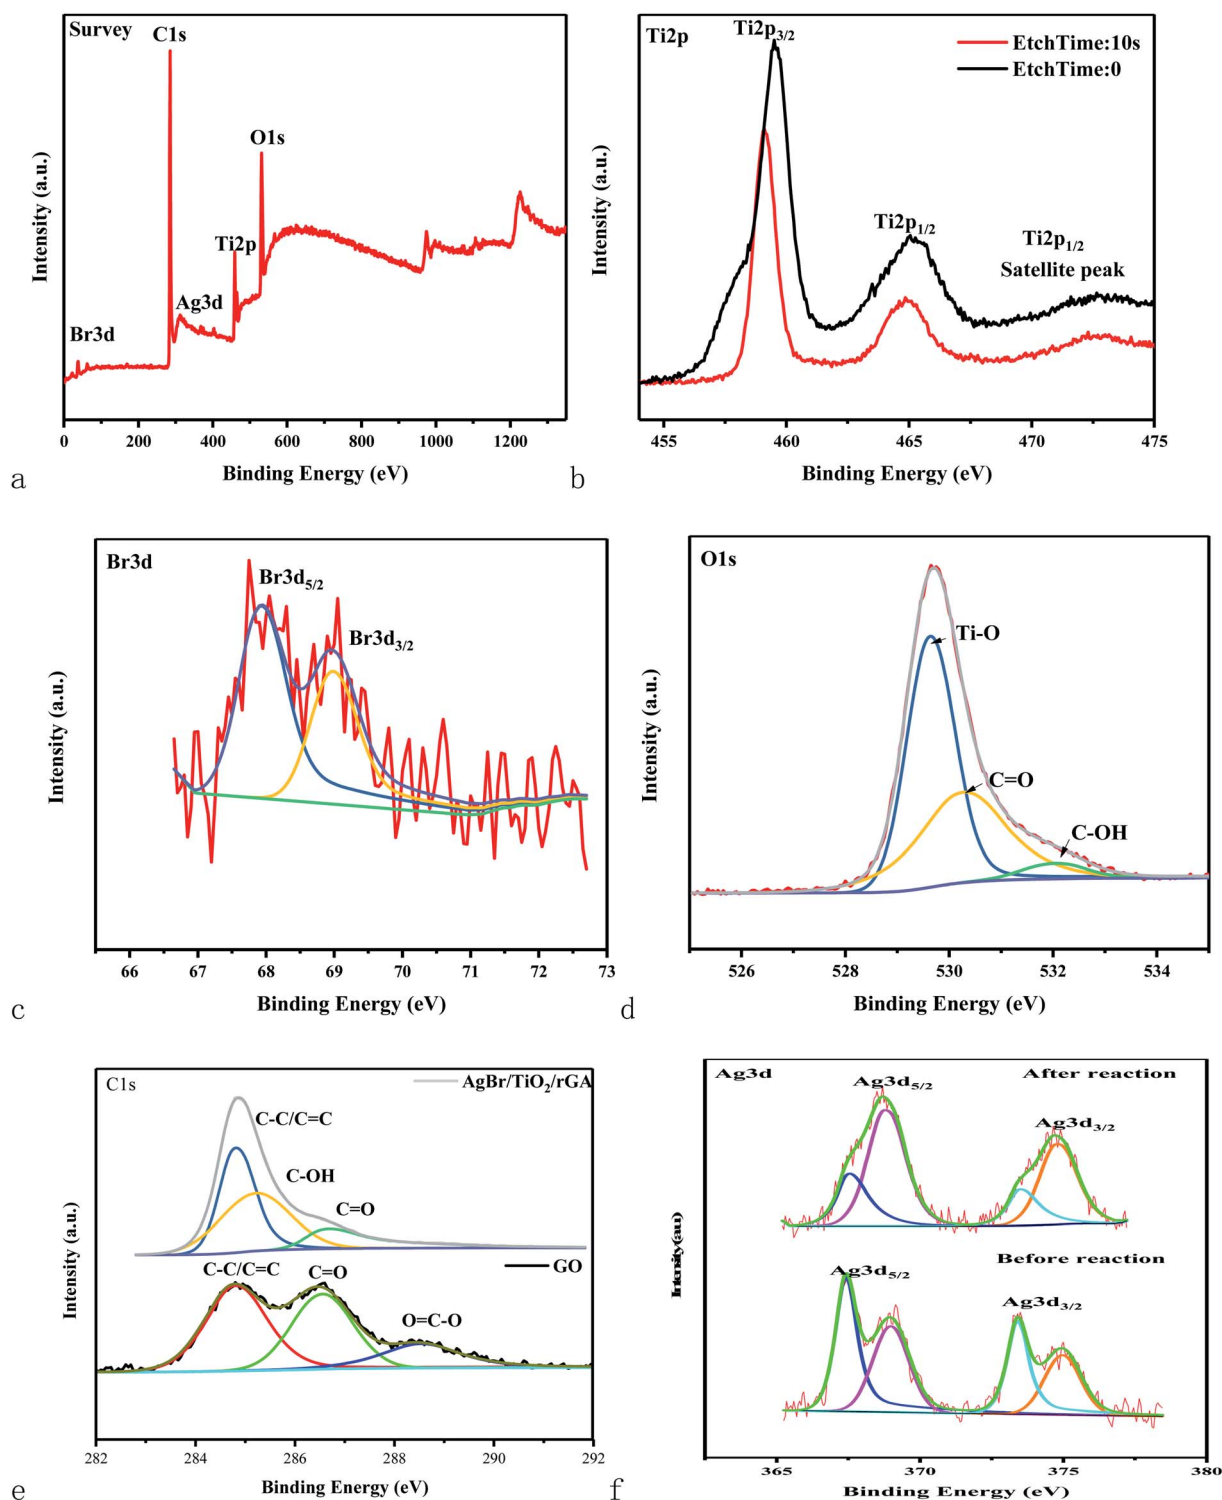 Survey
C1s
O1s
Ti2p
Ag3d
Br3d
Intensity (a.u.)
0 200 400 600 800 1000 1200
Binding Energy (eV)
a
Ti2p
Ti2p3/2
EtchTime:10s
EtchTime:0
Ti2p1/2
Ti2p1/2
Satellite peak
Intensity (a.u.)
455 460 465 470 475
Binding Energy (eV)
b
Br3d
Br3d5/2
Br3d3/2
Intensity (a.u.)
66 67 68 69 70 71 72 73
Binding Energy (eV)
c
O1s
Ti-O
C=O
C-OH
Intensity (a.u.)
526 528 530 532 534
Binding Energy (eV)
d
C1s
AgBr/TiO2/rGA
C-C/C=C
C-OH
C=O
GO
C-C/C=C
C=O
O=C-O
Intensity (a.u.)
282 284 286 288 290 292
Binding Energy (eV)
e
Ag3d
After reaction
Ag3d5/2
Ag3d3/2
Before reaction
Ag3d5/2
Ag3d3/2
Intensity(a.u)
365 370 375 380
Binding Energy (eV)
f